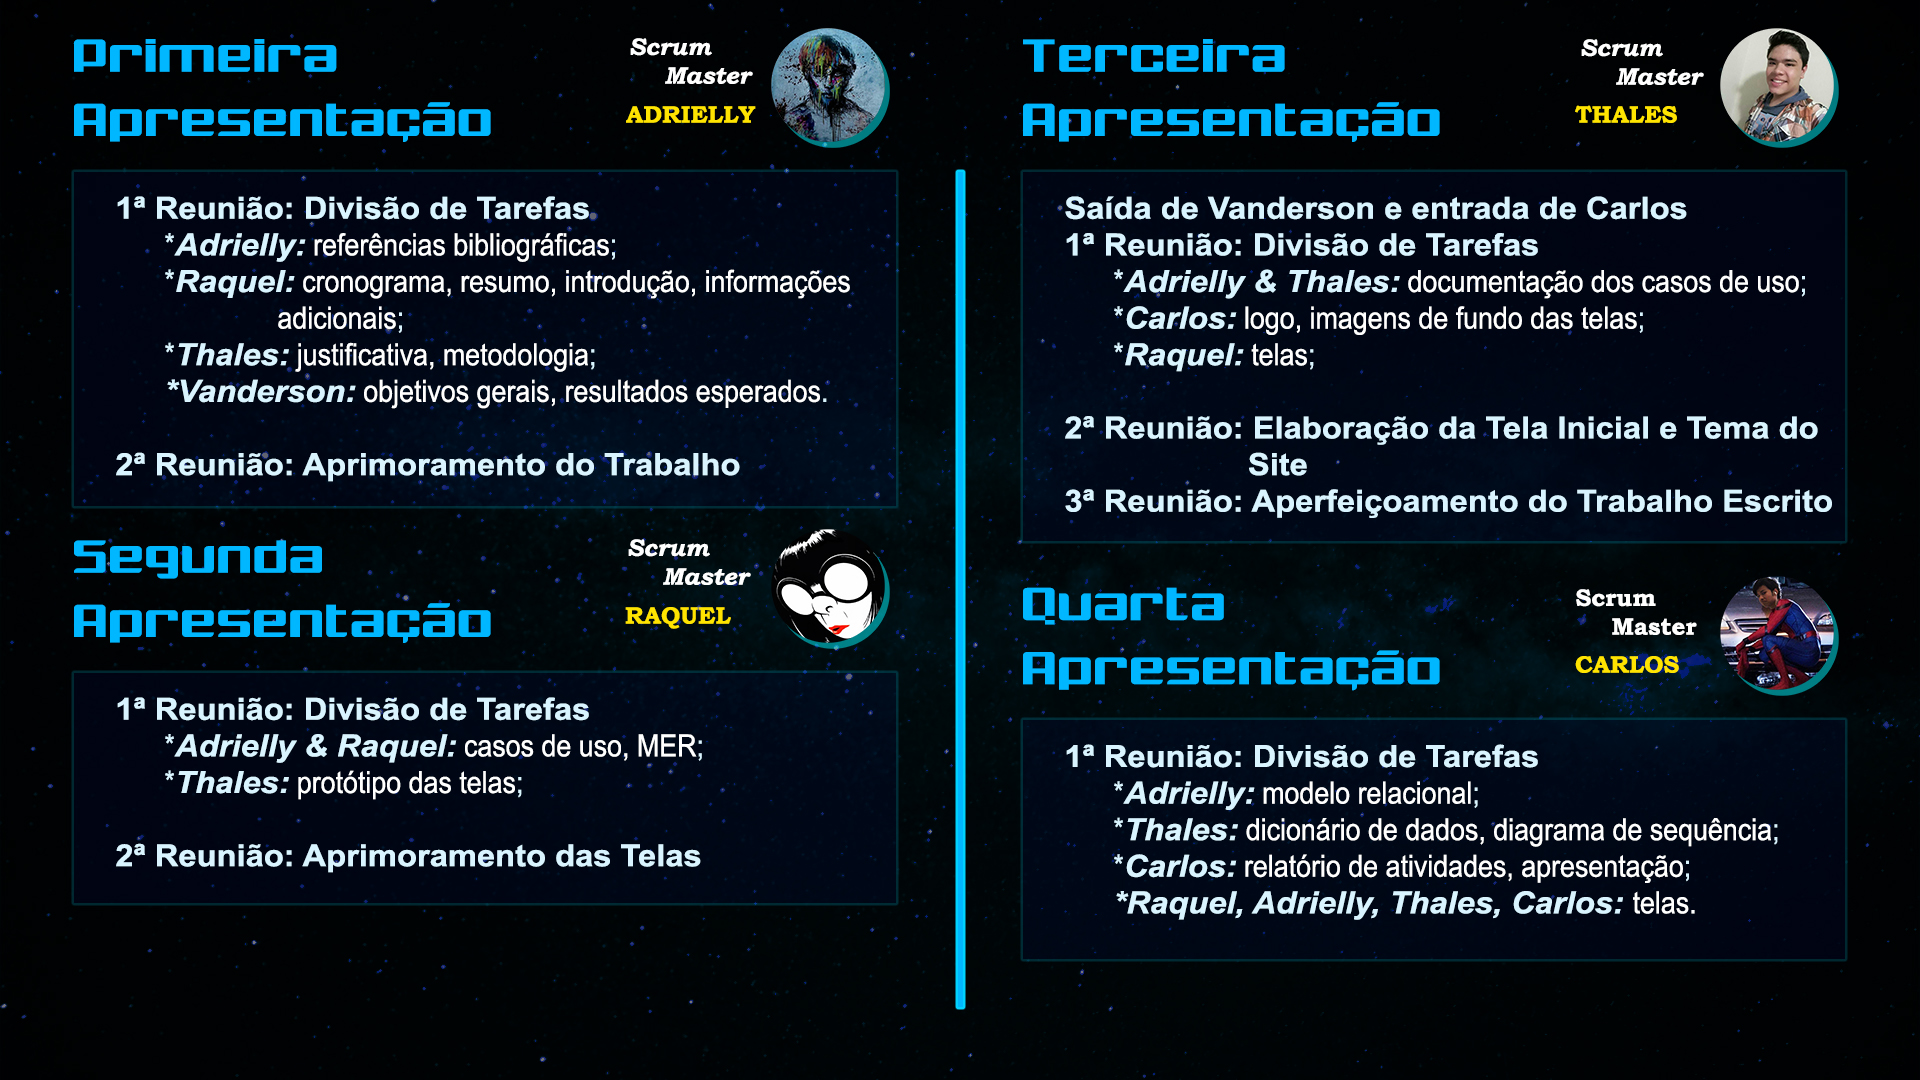 Primeira
Apresentação
Scrum
Master
ADRIELLY
1ª Reunião: Divisão de Tarefas
*Adrielly: referências bibliográficas;
*Raquel: cronograma, resumo, introdução, informações
adicionais;
*Thales: justificativa, metodologia;
*Vanderson: objetivos gerais, resultados esperados.
2ª Reunião: Aprimoramento do Trabalho
Segunda
Apresentação
Scrum
Master
RAQUEL
1ª Reunião: Divisão de Tarefas
*Adrielly & Raquel: casos de uso, MER;
*Thales: protótipo das telas;
2ª Reunião: Aprimoramento das Telas
Terceira
Apresentação
Scrum
Master
THALES
Saída de Vanderson e entrada de Carlos
1ª Reunião: Divisão de Tarefas
*Adrielly & Thales: documentação dos casos de uso;
*Carlos: logo, imagens de fundo das telas;
*Raquel: telas;
2ª Reunião: Elaboração da Tela Inicial e Tema do
Site
3ª Reunião: Aperfeiçoamento do Trabalho Escrito
Quarta
Apresentação
Scrum
Master
CARLOS
1ª Reunião: Divisão de Tarefas
*Adrielly: modelo relacional;
*Thales: dicionário de dados, diagrama de sequência;
*Carlos: relatório de atividades, apresentação;
*Raquel, Adrielly, Thales, Carlos: telas.